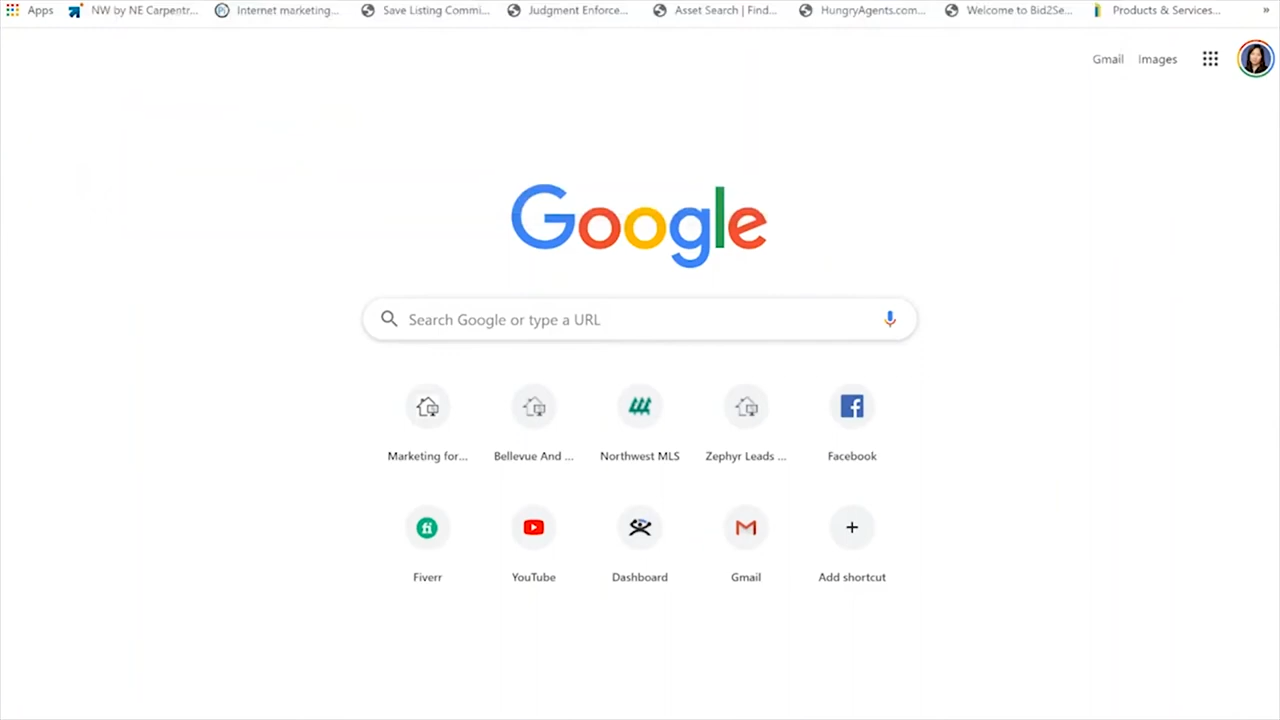 Apps NW by NE Carpentr... Internet marketing... Save Listing Commi... Judgment Enforce... Asset Search | Find... HungryAgents.com... Welcome to Bid2Se... Products & Services... »
Gmail Images
Google
Search Google or type a URL
Marketing for... Bellevue And ... Northwest MLS Zephyr Leads ... Facebook
fi
Fiverr YouTube Dashboard Gmail Add shortcut